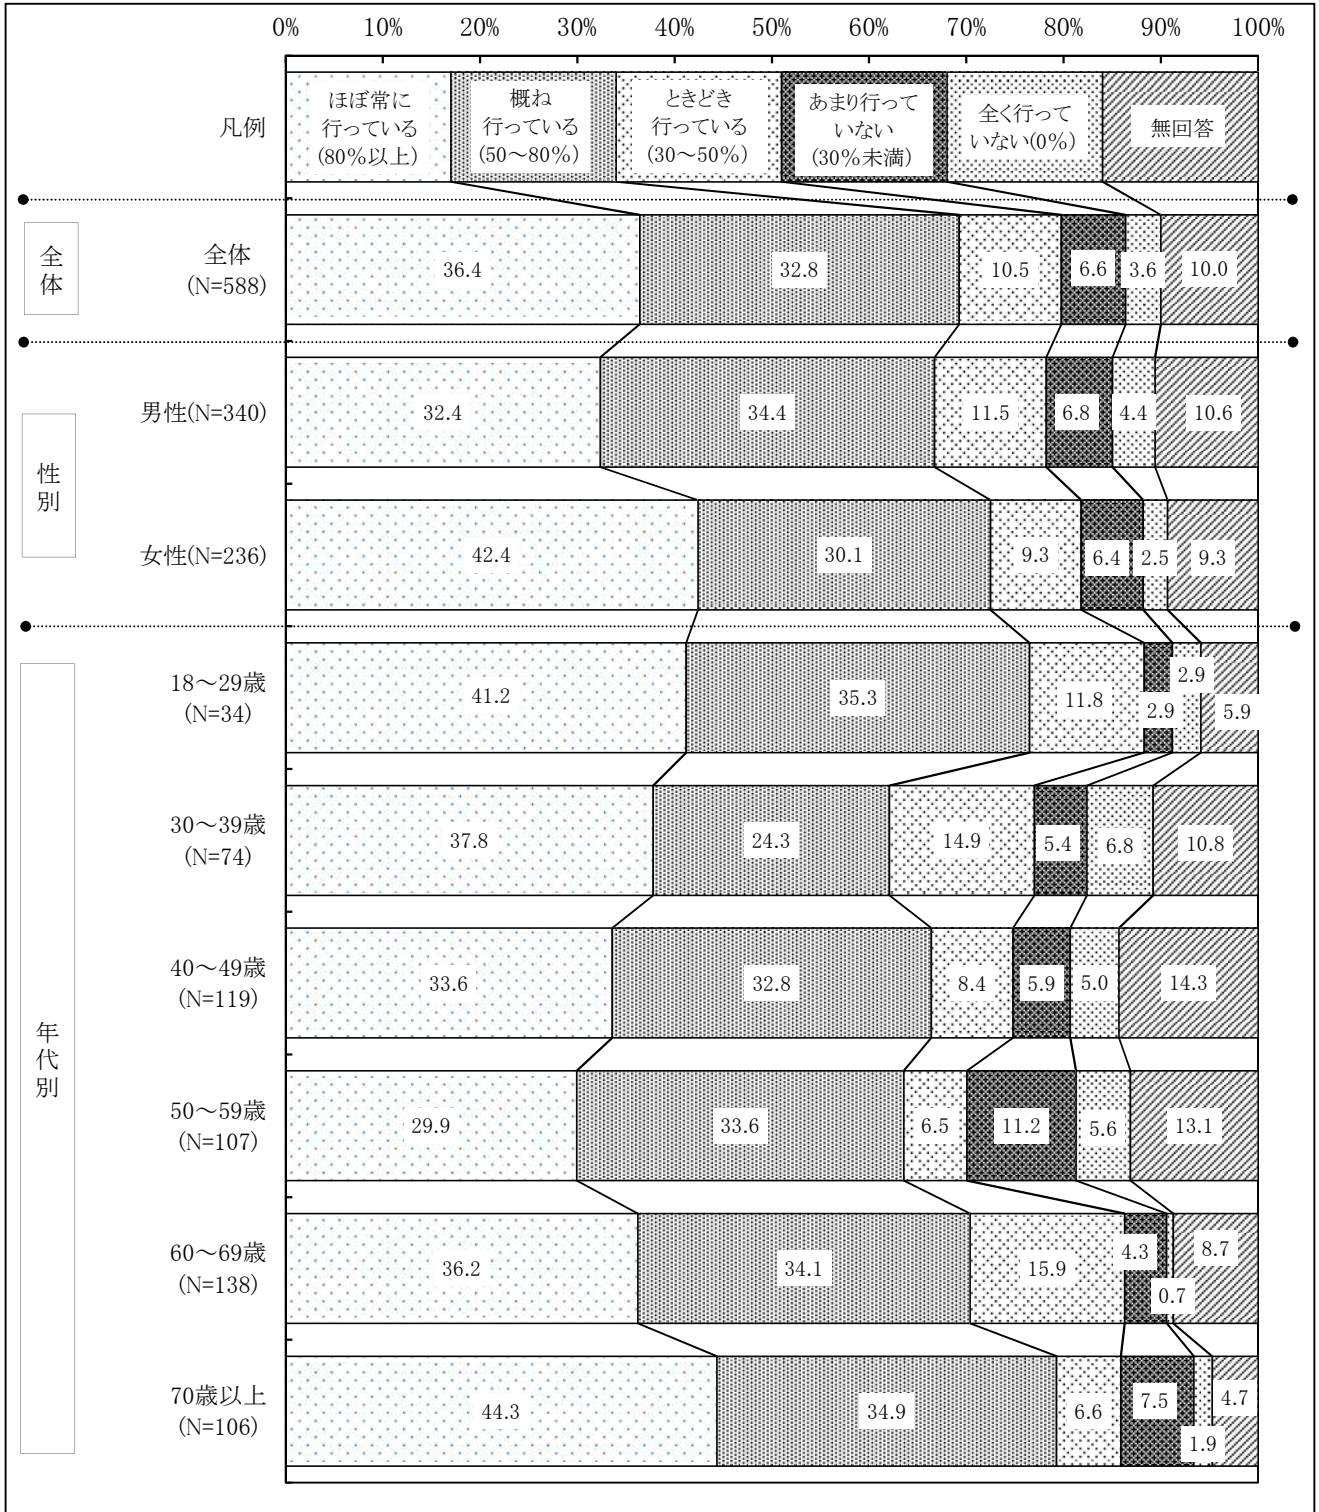 0% 10% 20% 30% 40% 50% 60% 70% 80% 90% 100%
凡例
ほぼ常に
行っている
(80%以上)
概ね
行っている
(50～80%)
ときどき
行っている
(30～50%)
あまり行って
いない
(30%未満)
全く行って
いない(0%)
無回答
全体
全体
(N=588)
36.4 32.8 10.5 6.6 3.6 10.0
性別
男性(N=340)
32.4 34.4 11.5 6.8 4.4 10.6
女性(N=236)
42.4 30.1 9.3 6.4 2.5 9.3
年代別
18～29歳
(N=34)
41.2 35.3 11.8 2.9 2.9 5.9
30～39歳
(N=74)
37.8 24.3 14.9 5.4 6.8 10.8
40～49歳
(N=119)
33.6 32.8 8.4 5.9 5.0 14.3
50～59歳
(N=107)
29.9 33.6 6.5 11.2 5.6 13.1
60～69歳
(N=138)
36.2 34.1 15.9 4.3 0.7 8.7
70歳以上
(N=106)
44.3 34.9 6.6 7.5 1.9 4.7